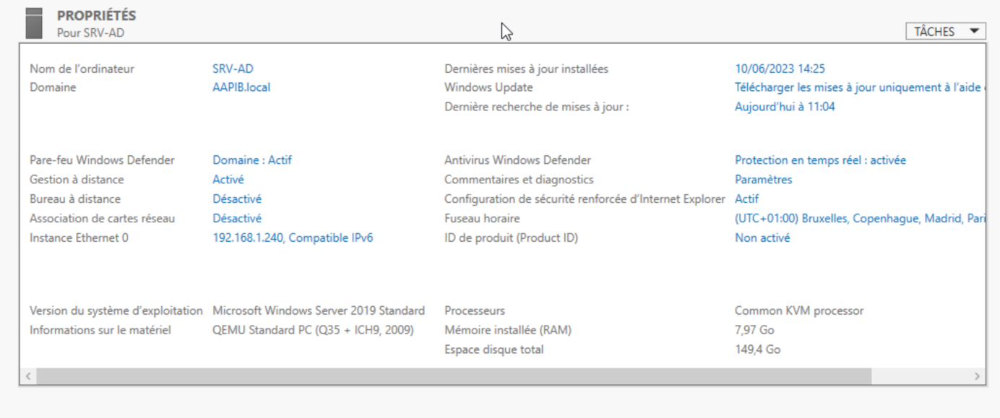 PROPRIÉTÉS
Pour SRV-AD
TÂCHES
Nom de l'ordinateur SRV-AD Dernières mises à jour installées 10/06/2023 14:25
Domaine AAPIB.local Windows Update Télécharger les mises à jour uniquement à l'aide
Dernière recherche de mises à jour : Aujourd'hui à 11:04
Pare-feu Windows Defender Domaine : Actif Antivirus Windows Defender Protection en temps réel : activée
Gestion à distance Activé Commentaires et diagnostics Paramètres
Bureau à distance Désactivé Configuration de sécurité renforcée d'Internet Explorer Actif
Association de cartes réseau Désactivé Fuseau horaire (UTC+01:00) Bruxelles, Copenhague, Madrid, Pari
Instance Ethernet 0 192.168.1.240, Compatible IPv6 ID de produit (Product ID) Non activé
Version du système d'exploitation Microsoft Windows Server 2019 Standard Processeurs Common KVM processor
Informations sur le matériel QEMU Standard PC (Q35 + ICH9, 2009) Mémoire installée (RAM) 7,97 Go
Espace disque total 149,4 Go